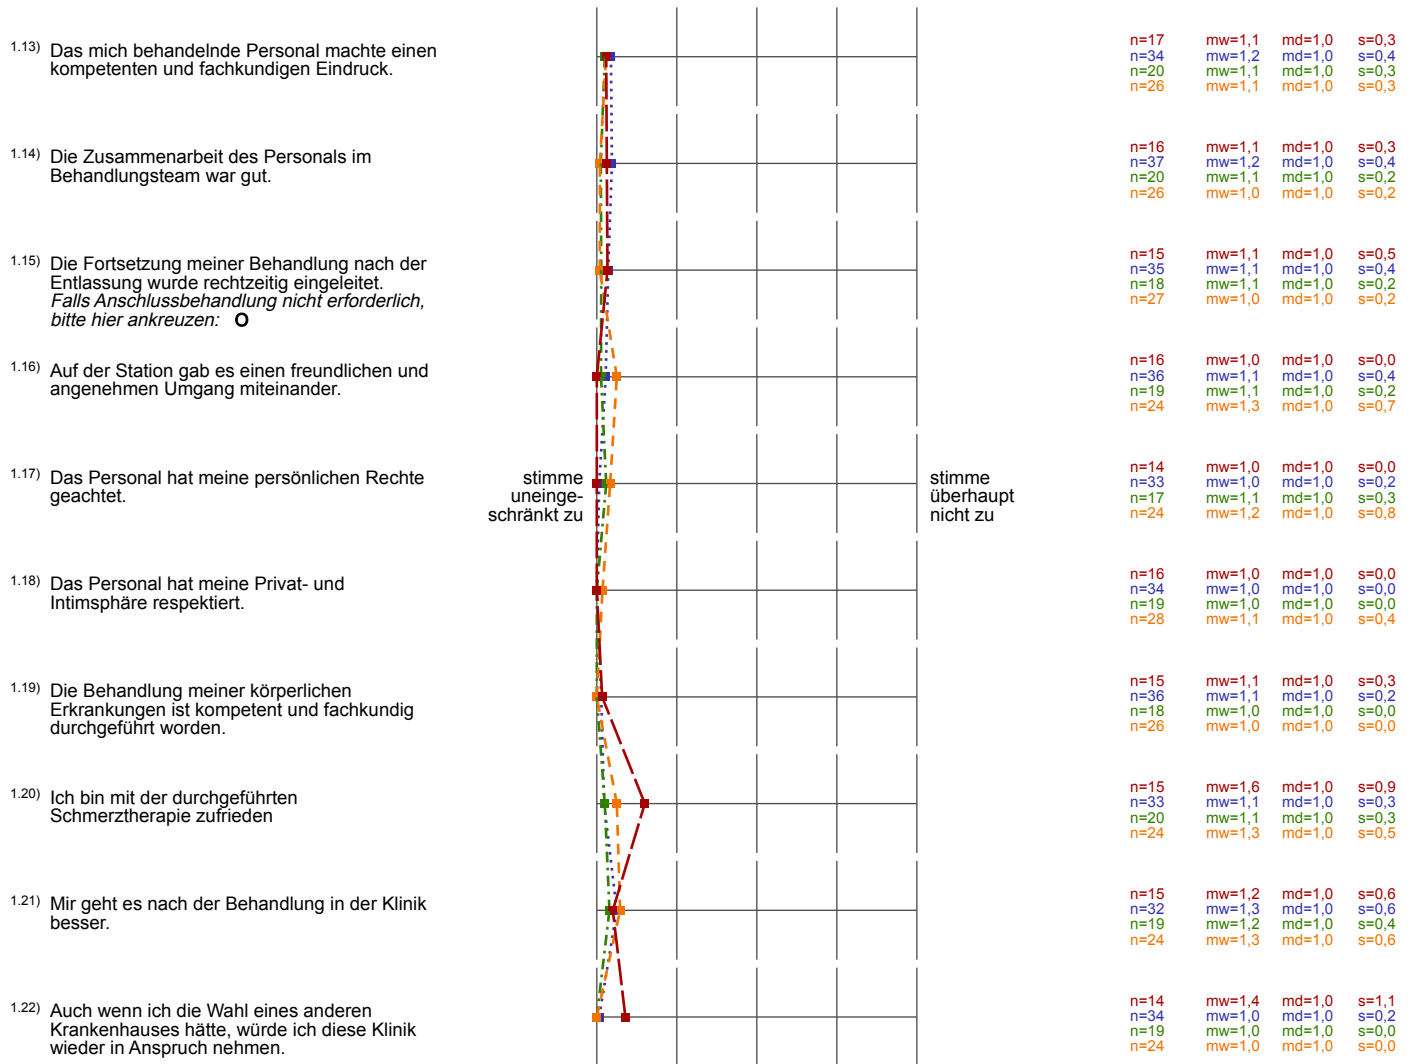 1.13) Das mich behandelnde Personal machte einen
kompetenten und fachkundigen Eindruck.
n=17 mw=1,1 md=1,0 s=0,3
n=34 mw=1,2 md=1,0 s=0,4
n=20 mw=1,1 md=1,0 s=0,3
n=26 mw=1,1 md=1,0 s=0,3
1.14) Die Zusammenarbeit des Personals im
Behandlungsteam war gut.
n=16 mw=1,1 md=1,0 s=0,3
n=37 mw=1,2 md=1,0 s=0,4
n=20 mw=1,1 md=1,0 s=0,2
n=26 mw=1,0 md=1,0 s=0,2
1.15) Die Fortsetzung meiner Behandlung nach der
Entlassung wurde rechtzeitig eingeleitet.
Falls Anschlussbehandlung nicht erforderlich,
bitte hier ankreuzen: O
n=15 mw=1,1 md=1,0 s=0,5
n=35 mw=1,1 md=1,0 s=0,4
n=18 mw=1,1 md=1,0 s=0,2
n=27 mw=1,0 md=1,0 s=0,2
1.16) Auf der Station gab es einen freundlichen und
angenehmen Umgang miteinander.
n=16 mw=1,0 md=1,0 s=0,0
n=36 mw=1,1 md=1,0 s=0,4
n=19 mw=1,1 md=1,0 s=0,2
n=24 mw=1,3 md=1,0 s=0,7
1.17) Das Personal hat meine persönlichen Rechte
geachtet.
stimme
uneinge-
schränkt zu
stimme
überhaupt
nicht zu
n=14 mw=1,0 md=1,0 s=0,0
n=33 mw=1,0 md=1,0 s=0,2
n=17 mw=1,1 md=1,0 s=0,3
n=24 mw=1,2 md=1,0 s=0,8
1.18) Das Personal hat meine Privat- und
Intimsphäre respektiert.
n=16 mw=1,0 md=1,0 s=0,0
n=34 mw=1,0 md=1,0 s=0,0
n=19 mw=1,0 md=1,0 s=0,0
n=28 mw=1,1 md=1,0 s=0,4
1.19) Die Behandlung meiner körperlichen
Erkrankungen ist kompetent und fachkundig
durchgeführt worden.
n=15 mw=1,1 md=1,0 s=0,3
n=36 mw=1,1 md=1,0 s=0,2
n=18 mw=1,0 md=1,0 s=0,0
n=26 mw=1,0 md=1,0 s=0,0
1.20) Ich bin mit der durchgeführten
Schmerztherapie zufrieden
n=15 mw=1,6 md=1,0 s=0,9
n=33 mw=1,1 md=1,0 s=0,3
n=20 mw=1,1 md=1,0 s=0,3
n=24 mw=1,3 md=1,0 s=0,5
1.21) Mir geht es nach der Behandlung in der Klinik
besser.
n=15 mw=1,2 md=1,0 s=0,6
n=32 mw=1,3 md=1,0 s=0,6
n=19 mw=1,2 md=1,0 s=0,4
n=24 mw=1,3 md=1,0 s=0,6
1.22) Auch wenn ich die Wahl eines anderen
Krankenhauses hätte, würde ich diese Klinik
wieder in Anspruch nehmen.
n=14 mw=1,4 md=1,0 s=1,1
n=34 mw=1,0 md=1,0 s=0,2
n=19 mw=1,0 md=1,0 s=0,0
n=24 mw=1,0 md=1,0 s=0,0